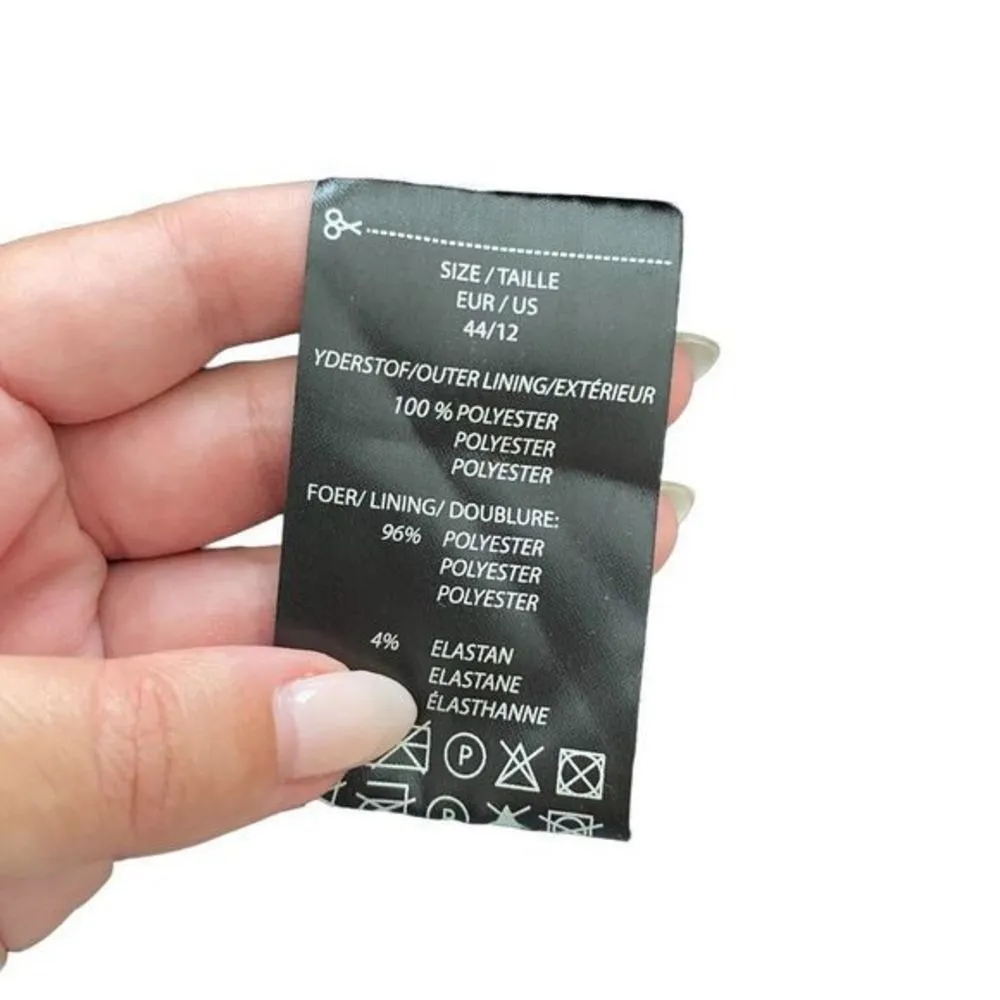 SIZE / TAILLE
EUR / US
44/12
YDERSTOF/OUTER LINING/EXTÉRIEUR
100 % POLYESTER
POLYESTER
POLYESTER
FOER/ LINING/ DOUBLURE:
96% POLYESTER
POLYESTER
POLYESTER
4% ELASTAN
ELASTANE
ÉLASTHANNE
P
P